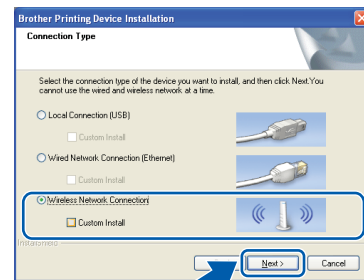 Brother Printing Device Installation
Connection Type
Select the connection type of the device you want to install, and then click Next.You
cannot use the wired and wireless network at a time.
Local Connection (USB)
Custom Install
Wired Network Connection (Ethernet)
Custom Install
Wireless Network Connection
Custom Install
InstallShield
Next >
Cancel